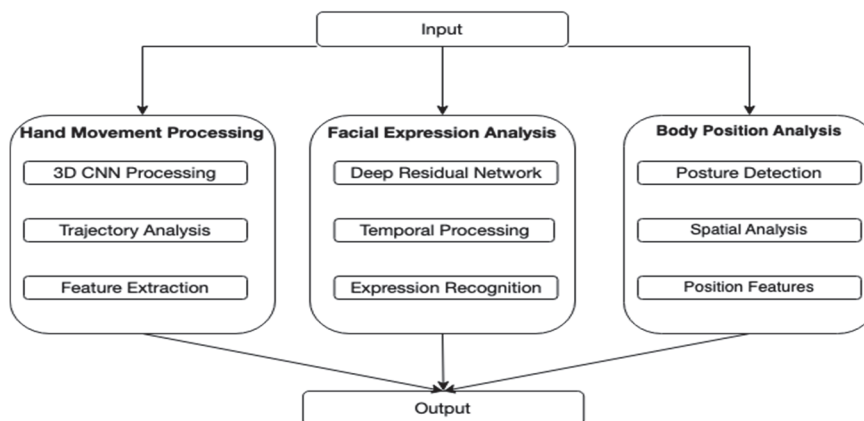 Input
Hand Movement Processing
3D CNN Processing
Trajectory Analysis
Feature Extraction
Facial Expression Analysis
Deep Residual Network
Temporal Processing
Expression Recognition
Body Position Analysis
Posture Detection
Spatial Analysis
Position Features
Output